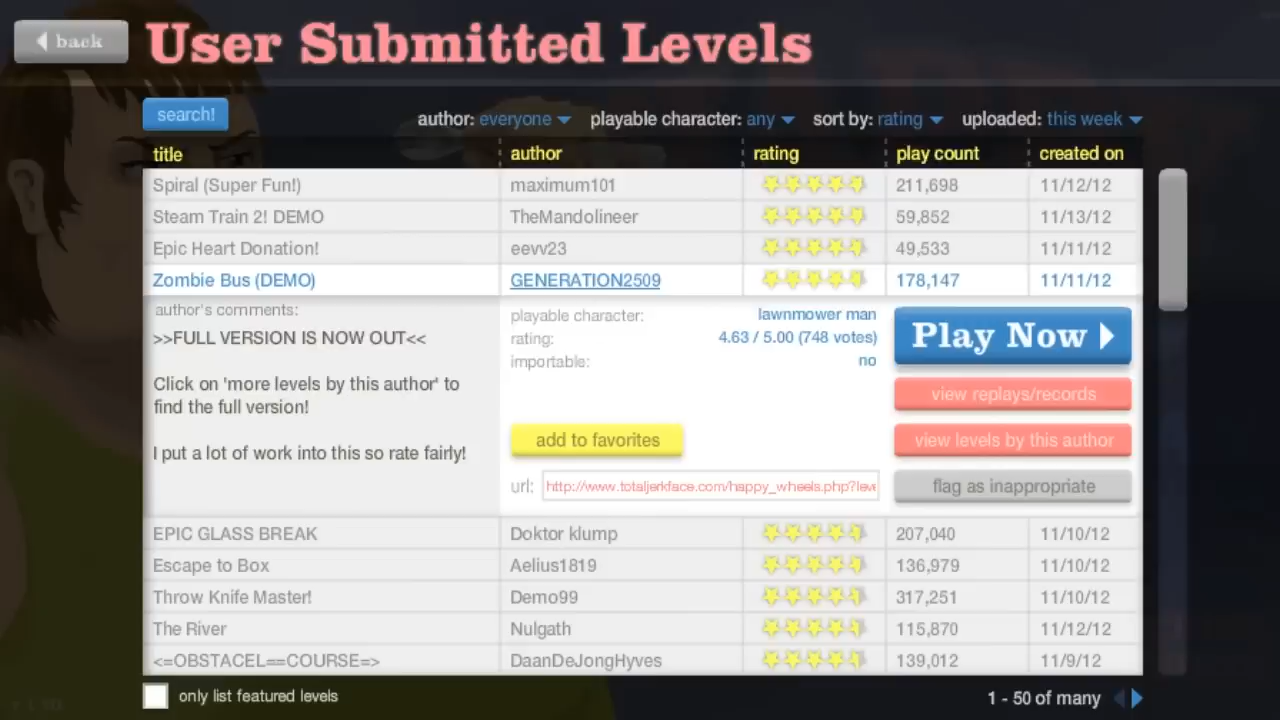 back
User Submitted Levels
search!
author: everyone playable character: any sort by: rating uploaded: this week
title author rating play count created on
Spiral (Super Fun!) maximum101 211,698 11/12/12
Steam Train 2! DEMO TheMandolineer 59,852 11/13/12
Epic Heart Donation! eevv23 49,533 11/11/12
Zombie Bus (DEMO) GENERATION2509 178,147 11/11/12
author's comments:
>>FULL VERSION IS NOW OUT<<
Click on 'more levels by this author' to
find the full version!
I put a lot of work into this so rate fairly!
playable character: lawnmower man
rating: 4.63 / 5.00 (748 votes)
importable: no
add to favorites
url: http://www.totaljerkface.com/happy_wheels.php?leve
Play Now
view replays/records
view levels by this author
flag as inappropriate
EPIC GLASS BREAK Doktor klump 207,040 11/10/12
Escape to Box Aelius1819 136,979 11/10/12
Throw Knife Master! Demo99 317,251 11/10/12
The River Nulgath 115,870 11/12/12
<=OBSTACEL==COURSE=> DaanDeJongHyves 139,012 11/9/12
only list featured levels
1 - 50 of many